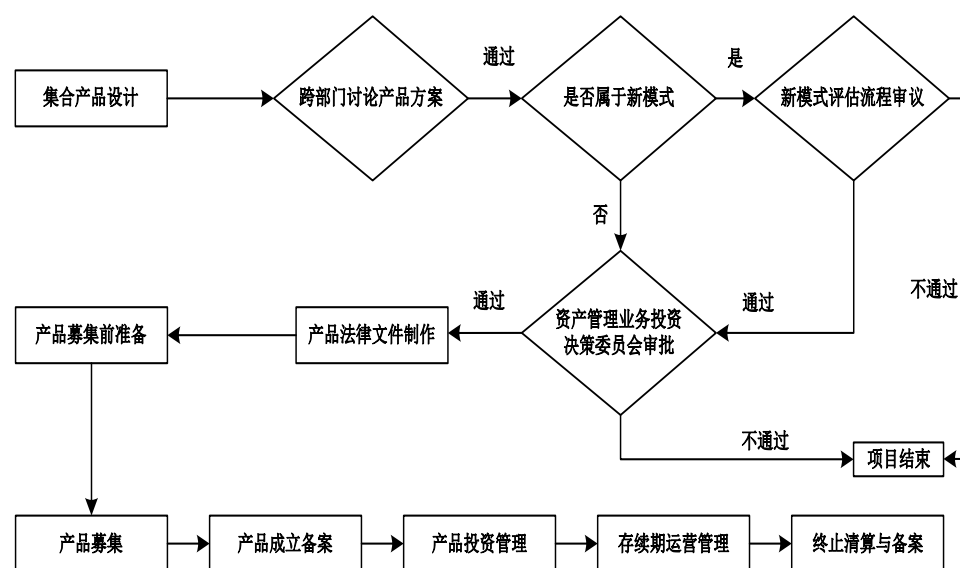 集合产品设计
跨部门讨论产品方案
通过
是否属于新模式
是
新模式评估流程审议
否
不通过
产品募集前准备
产品法律文件制作
通过
资产管理业务投资
决策委员会审批
通过
不通过
项目结束
产品募集
产品成立备案
产品投资管理
存续期运营管理
终止清算与备案